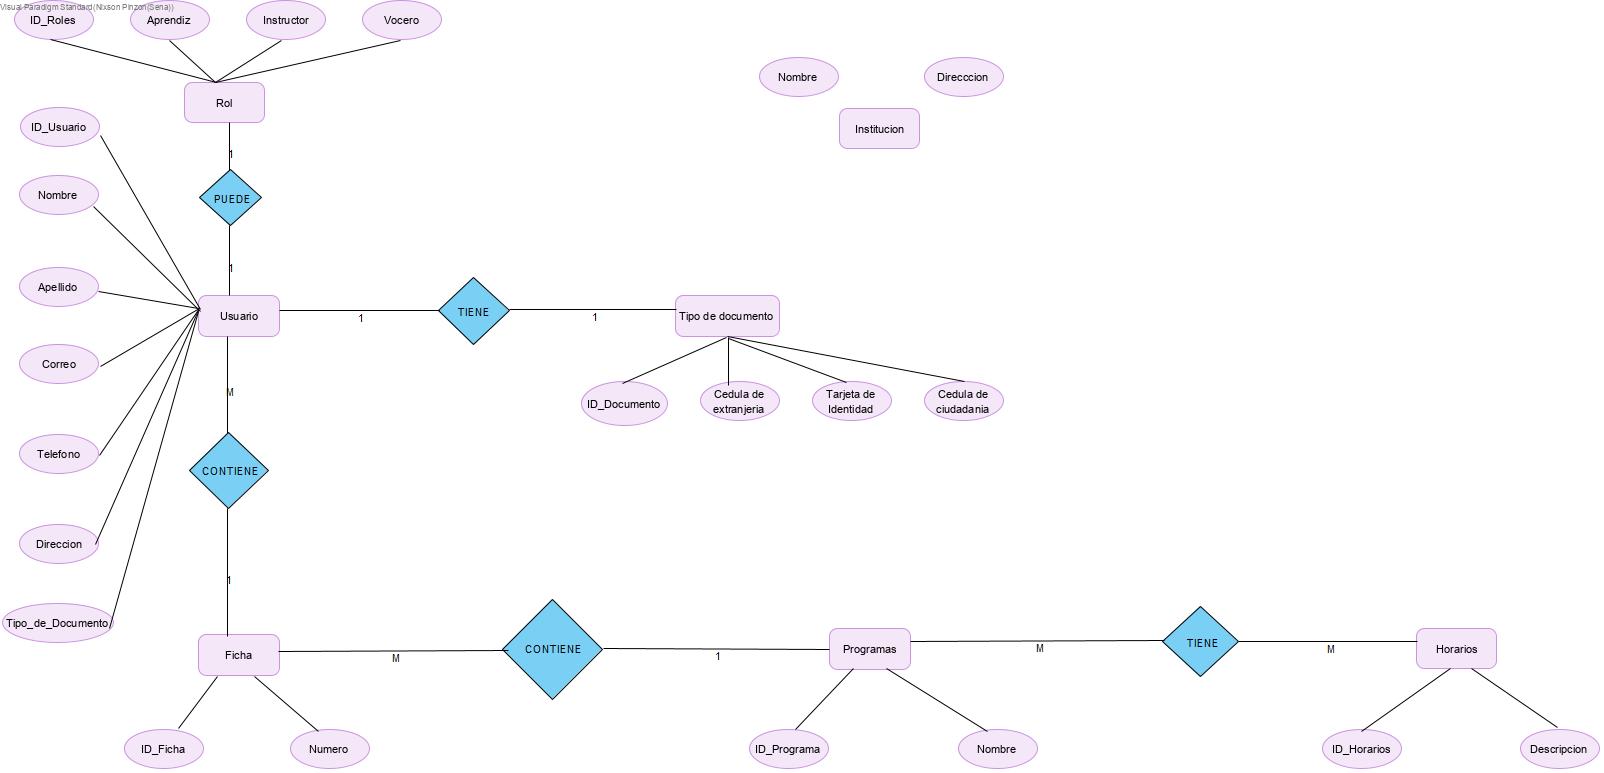 Visual Paradigm Standard(Nixson Pinzon(Sena))
ID_Roles
Aprendiz
Instructor
Vocero
Nombre
Direcccion
Rol
Institucion
ID_Usuario
1
Nombre
PUEDE
1
Apellido
Usuario
1
TIENE
1
Tipo de documento
Correo
M
ID_Documento
Cedula de
extranjeria
Tarjeta de
Identidad
Cedula de
ciudadania
Telefono
CONTIENE
Direccion
1
Tipo_de_Documento
Ficha
M
CONTIENE
1
Programas
M
TIENE
M
Horarios
ID_Ficha
Numero
ID_Programa
Nombre
ID_Horarios
Descripcion